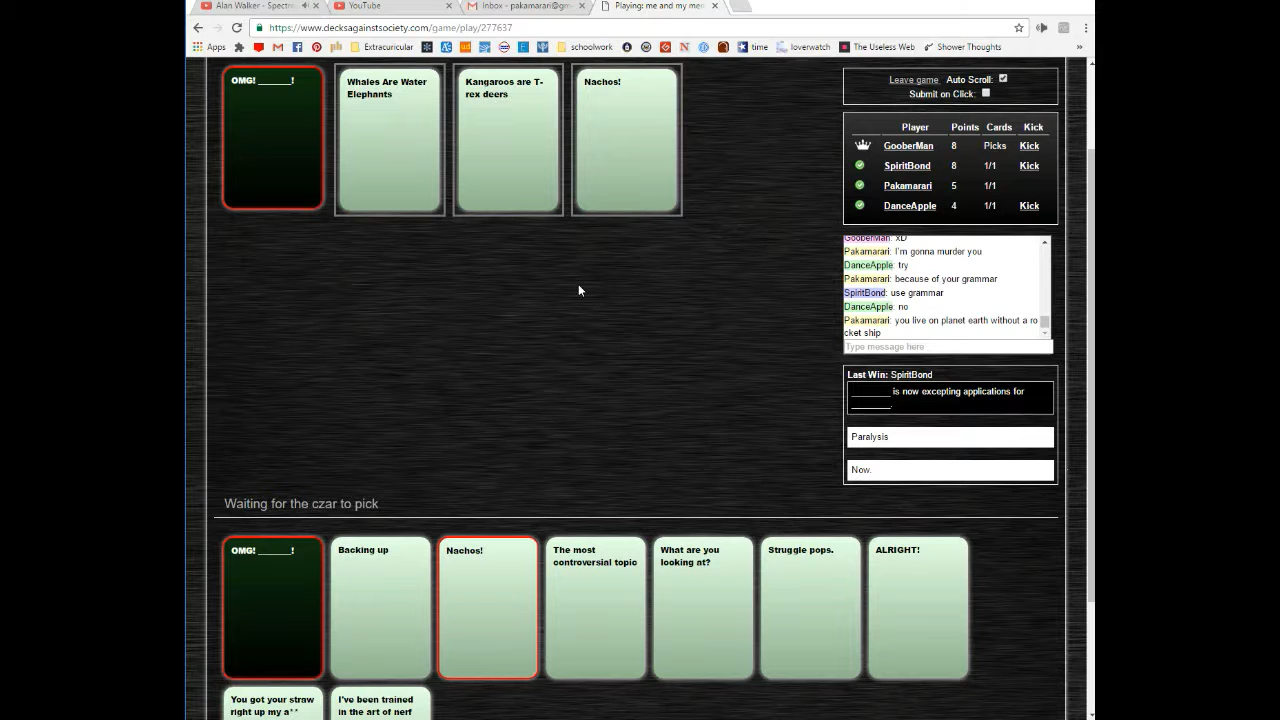 Alan Walker - Spectr
YouTube
Inbox - pakamarari@gm
Playing: me and my me
https://www.decksagainstsociety.com/game/play/277637
Apps
Extracurricular
schoolwork
time
loverwatch
The Useless Web
Shower Thoughts
»
OMG! ______!
Whales Are Water
Elephants
Kangaroos are T-
rex deers
Nachos!
Leave game Auto Scroll:
Submit on Click:
Player Points Cards Kick
GooberMan 8 Picks Kick
SpiritBond 8 1/1 Kick
Pakamarari 5 1/1
DanceApple 4 1/1 Kick
GooberMan: xD
Pakamarari: I'm gonna murder you
DanceApple: try
Pakamarari: because of your grammar
SpiritBond: use grammar
DanceApple: no
Pakamarari: you live on planet earth without a ro
cket ship
Type message here
Last Win: SpiritBond
______ is now excepting applications for
______.
Paralysis
Now.
Waiting for the czar to pick
OMG! ______!
Backing up
Nachos!
The most
controversial topic
What are you
looking at?
Struggle pops.
ALRIGHT!
You got your straw
right up my a**
I've been trained
in the art of nerf